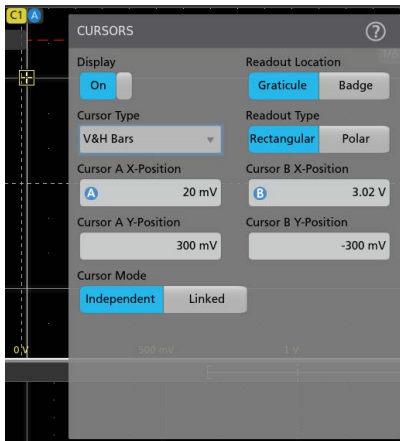 C1 A
CURSORS ?
Display Readout Location
On Graticule Badge
Cursor Type Readout Type
V&H Bars Rectangular Polar
Cursor A X-Position Cursor B X-Position
A 20 mV B 3.02 V
Cursor A Y-Position Cursor B Y-Position
300 mV -300 mV
Cursor Mode
Independent Linked
0 V 500 mV 1 V